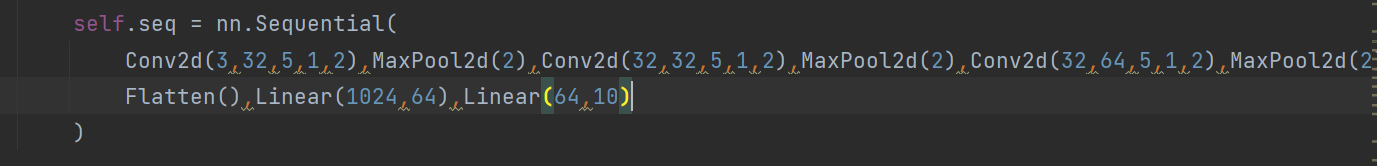 self.seq = nn.Sequential(
Conv2d(3,32,5,1,2),MaxPool2d(2),Conv2d(32,32,5,1,2),MaxPool2d(2),Conv2d(32,64,5,1,2),MaxPool2d(2
Flatten(),Linear(1024,64),Linear(64,10)
)